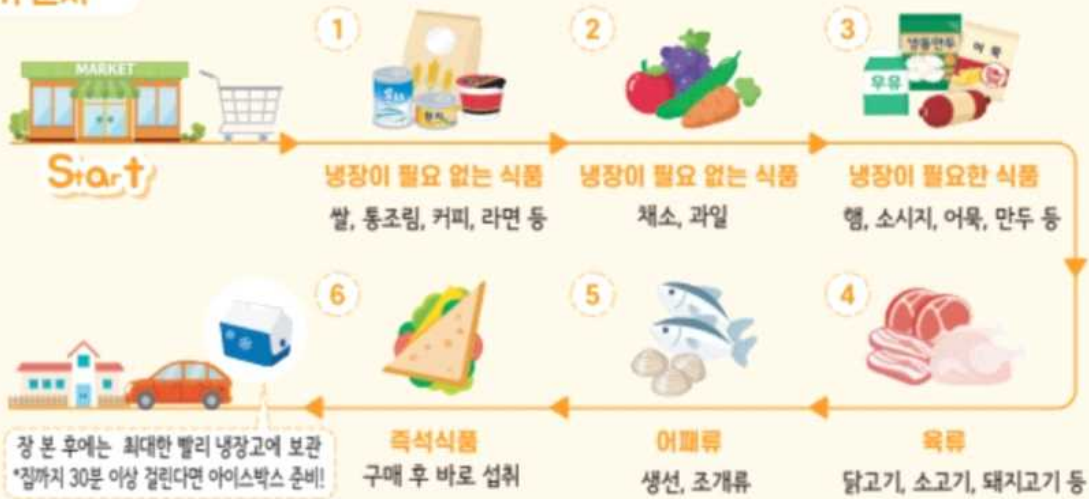 MARKET
Start
1
냉장이 필요 없는 식품
쌀, 통조림, 커피, 라면 등
2
냉장이 필요 없는 식품
채소, 과일
3
우유
냉동만두
어묵
냉장이 필요한 식품
햄, 소시지, 어묵, 만두 등
4
육류
닭고기, 소고기, 돼지고기 등
5
어패류
생선, 조개류
6
즉석식품
구매 후 바로 섭취
장 본 후에는 최대한 빨리 냉장고에 보관
*집까지 30분 이상 걸린다면 아이스박스 준비!